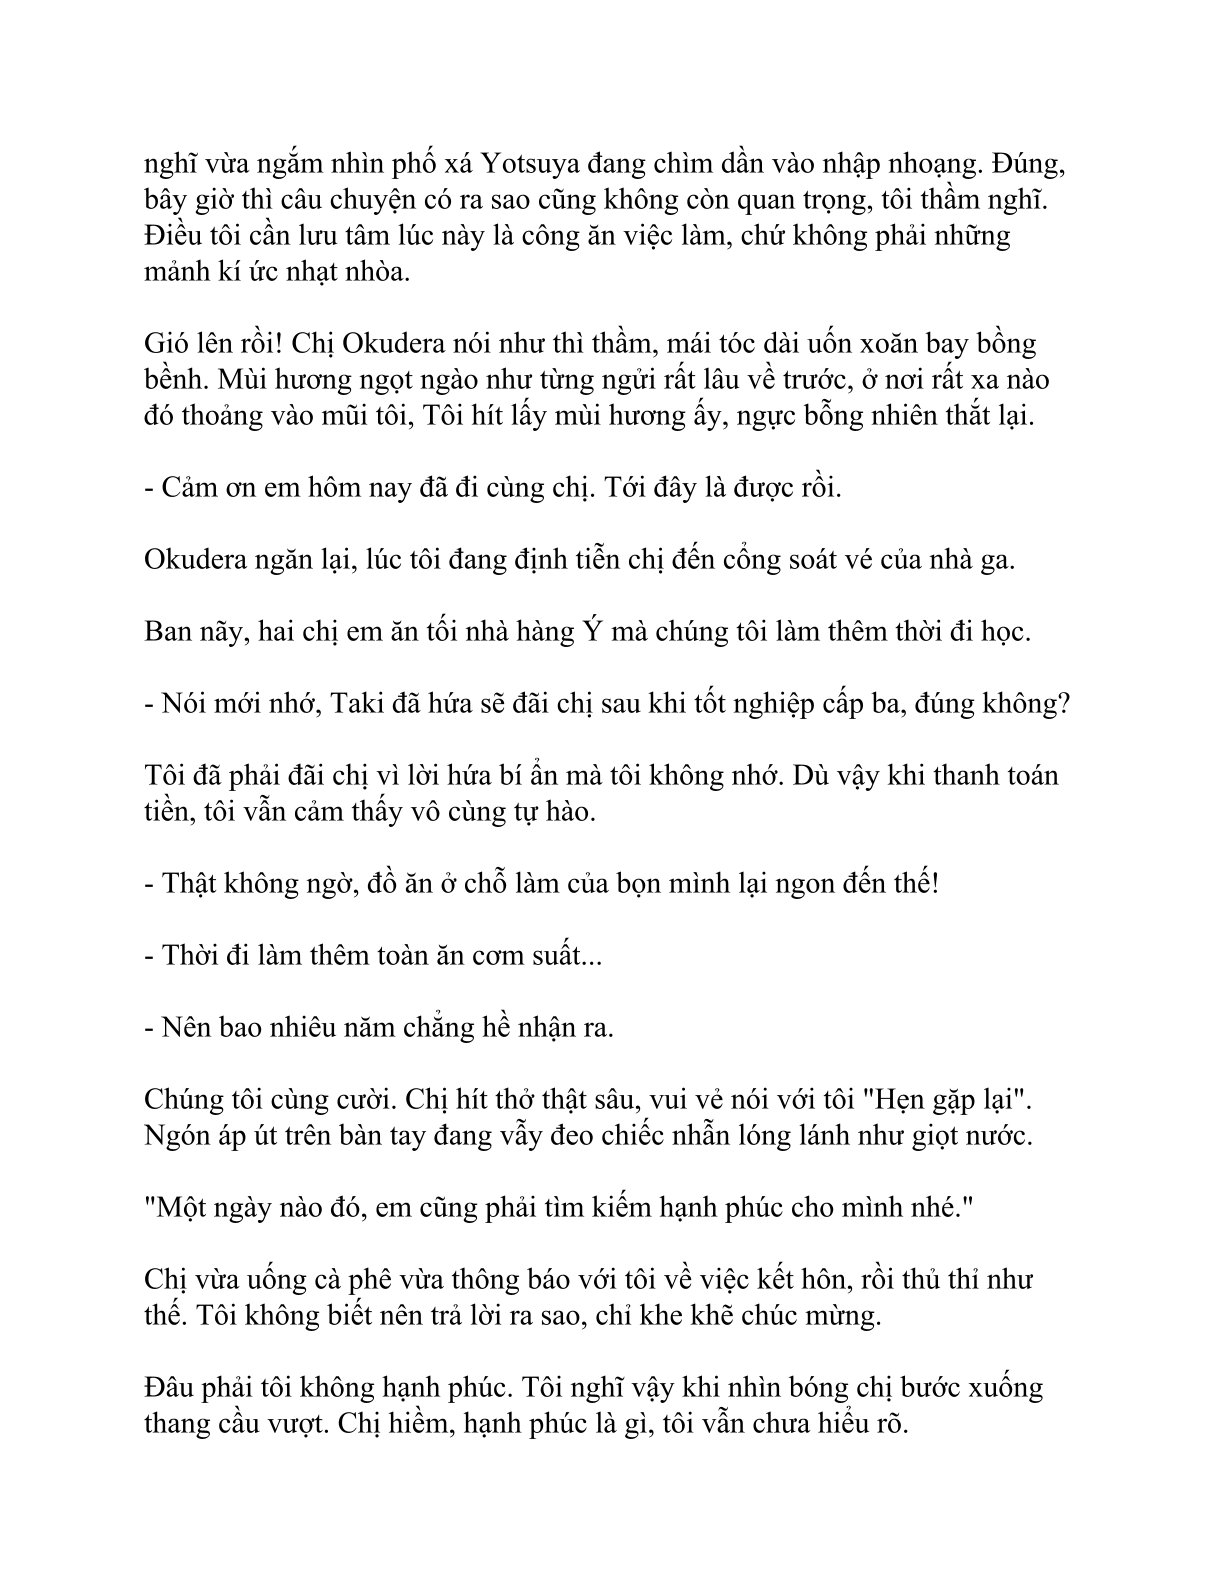 nghĩ vừa ngắm nhìn phố xá Yotsuya đang chìm dần vào nhập nhoạng. Đúng,
bây giờ thì câu chuyện có ra sao cũng không còn quan trọng, tôi thầm nghĩ.
Điều tôi cần lưu tâm lúc này là công ăn việc làm, chứ không phải những
mảnh kí ức nhạt nhòa.
Gió lên rồi! Chị Okudera nói như thì thầm, mái tóc dài uốn xoăn bay bồng
bềnh. Mùi hương ngọt ngào như từng ngửi rất lâu về trước, ở nơi rất xa nào
đó thoảng vào mũi tôi, Tôi hít lấy mùi hương ấy, ngực bỗng nhiên thắt lại.
- Cảm ơn em hôm nay đã đi cùng chị. Tới đây là được rồi.
Okudera ngăn lại, lúc tôi đang định tiễn chị đến cổng soát vé của nhà ga.
Ban nãy, hai chị em ăn tối nhà hàng Ý mà chúng tôi làm thêm thời đi học.
- Nói mới nhớ, Taki đã hứa sẽ đãi chị sau khi tốt nghiệp cấp ba, đúng không?
Tôi đã phải đãi chị vì lời hứa bí ẩn mà tôi không nhớ. Dù vậy khi thanh toán
tiền, tôi vẫn cảm thấy vô cùng tự hào.
- Thật không ngờ, đồ ăn ở chỗ làm của bọn mình lại ngon đến thế!
- Thời đi làm thêm toàn ăn cơm suất...
- Nên bao nhiêu năm chẳng hề nhận ra.
Chúng tôi cùng cười. Chị hít thở thật sâu, vui vẻ nói với tôi "Hẹn gặp lại".
Ngón áp út trên bàn tay đang vẫy đeo chiếc nhẫn lóng lánh như giọt nước.
"Một ngày nào đó, em cũng phải tìm kiếm hạnh phúc cho mình nhé."
Chị vừa uống cà phê vừa thông báo với tôi về việc kết hôn, rồi thủ thỉ như
thế. Tôi không biết nên trả lời ra sao, chỉ khe khẽ chúc mừng.
Đâu phải tôi không hạnh phúc. Tôi nghĩ vậy khi nhìn bóng chị bước xuống
thang cầu vượt. Chị hiềm, hạnh phúc là gì, tôi vẫn chưa hiểu rõ.